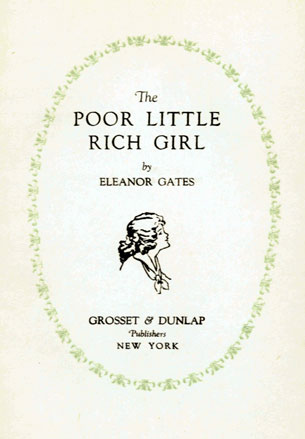 The
POOR LITTLE
RICH GIRL
by
ELEANOR GATES
GROSSET & DUNLAP
Publishers
NEW YORK